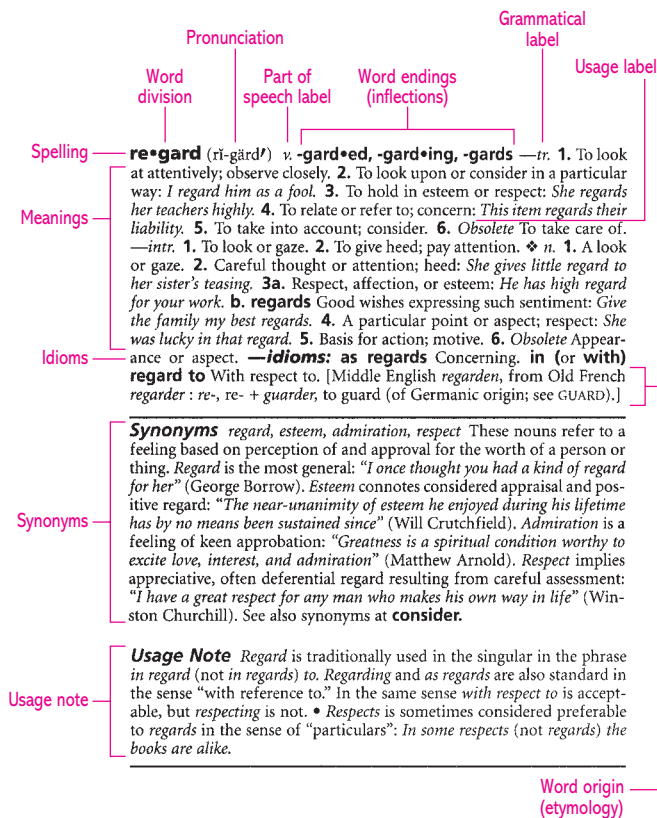 Grammatical
label
Pronunciation
Usage label
Word
division
Part of
speech label
Word endings
(inflections)
Spelling
re•gard (rĭ-gärd′) v. -gard•ed, -gard•ing, -gards —tr. 1. To look
at attentively; observe closely. 2. To look upon or consider in a particular
way: I regard him as a fool. 3. To hold in esteem or respect: She regards
Meanings
her teachers highly. 4. To relate or refer to; concern: This item regards their
liability. 5. To take into account; consider. 6. Obsolete To take care of.
—intr. 1. To look or gaze. 2. To give heed; pay attention. ❖ n. 1. A look
or gaze. 2. Careful thought or attention; heed: She gives little regard to
her sister's teasing. 3a. Respect, affection, or esteem: He has high regard
for your work. b. regards Good wishes expressing such sentiment: Give
the family my best regards. 4. A particular point or aspect; respect: She
was lucky in that regard. 5. Basis for action; motive. 6. Obsolete Appear-
Idioms
ance or aspect. —idioms: as regards Concerning. in (or with)
regard to With respect to. [Middle English regarden, from Old French
regarder : re-, re- + guarder, to guard (of Germanic origin; see GUARD).]
Synonyms regard, esteem, admiration, respect These nouns refer to a
feeling based on perception of and approval for the worth of a person or
thing. Regard is the most general: "I once thought you had a kind of regard
for her" (George Borrow). Esteem connotes considered appraisal and pos-
itive regard: "The near-unanimity of esteem he enjoyed during his lifetime
Synonyms
has by no means been sustained since" (Will Crutchfield). Admiration is a
feeling of keen approbation: "Greatness is a spiritual condition worthy to
excite love, interest, and admiration" (Matthew Arnold). Respect implies
appreciative, often deferential regard resulting from careful assessment:
"I have a great respect for any man who makes his own way in life" (Win-
ston Churchill). See also synonyms at consider.
Usage Note Regard is traditionally used in the singular in the phrase
in regard (not in regards) to. Regarding and as regards are also standard in
Usage note
the sense "with reference to." In the same sense with respect to is accept-
able, but respecting is not. • Respects is sometimes considered preferable
to regards in the sense of "particulars": In some respects (not regards) the
books are alike.
Word origin
(etymology)